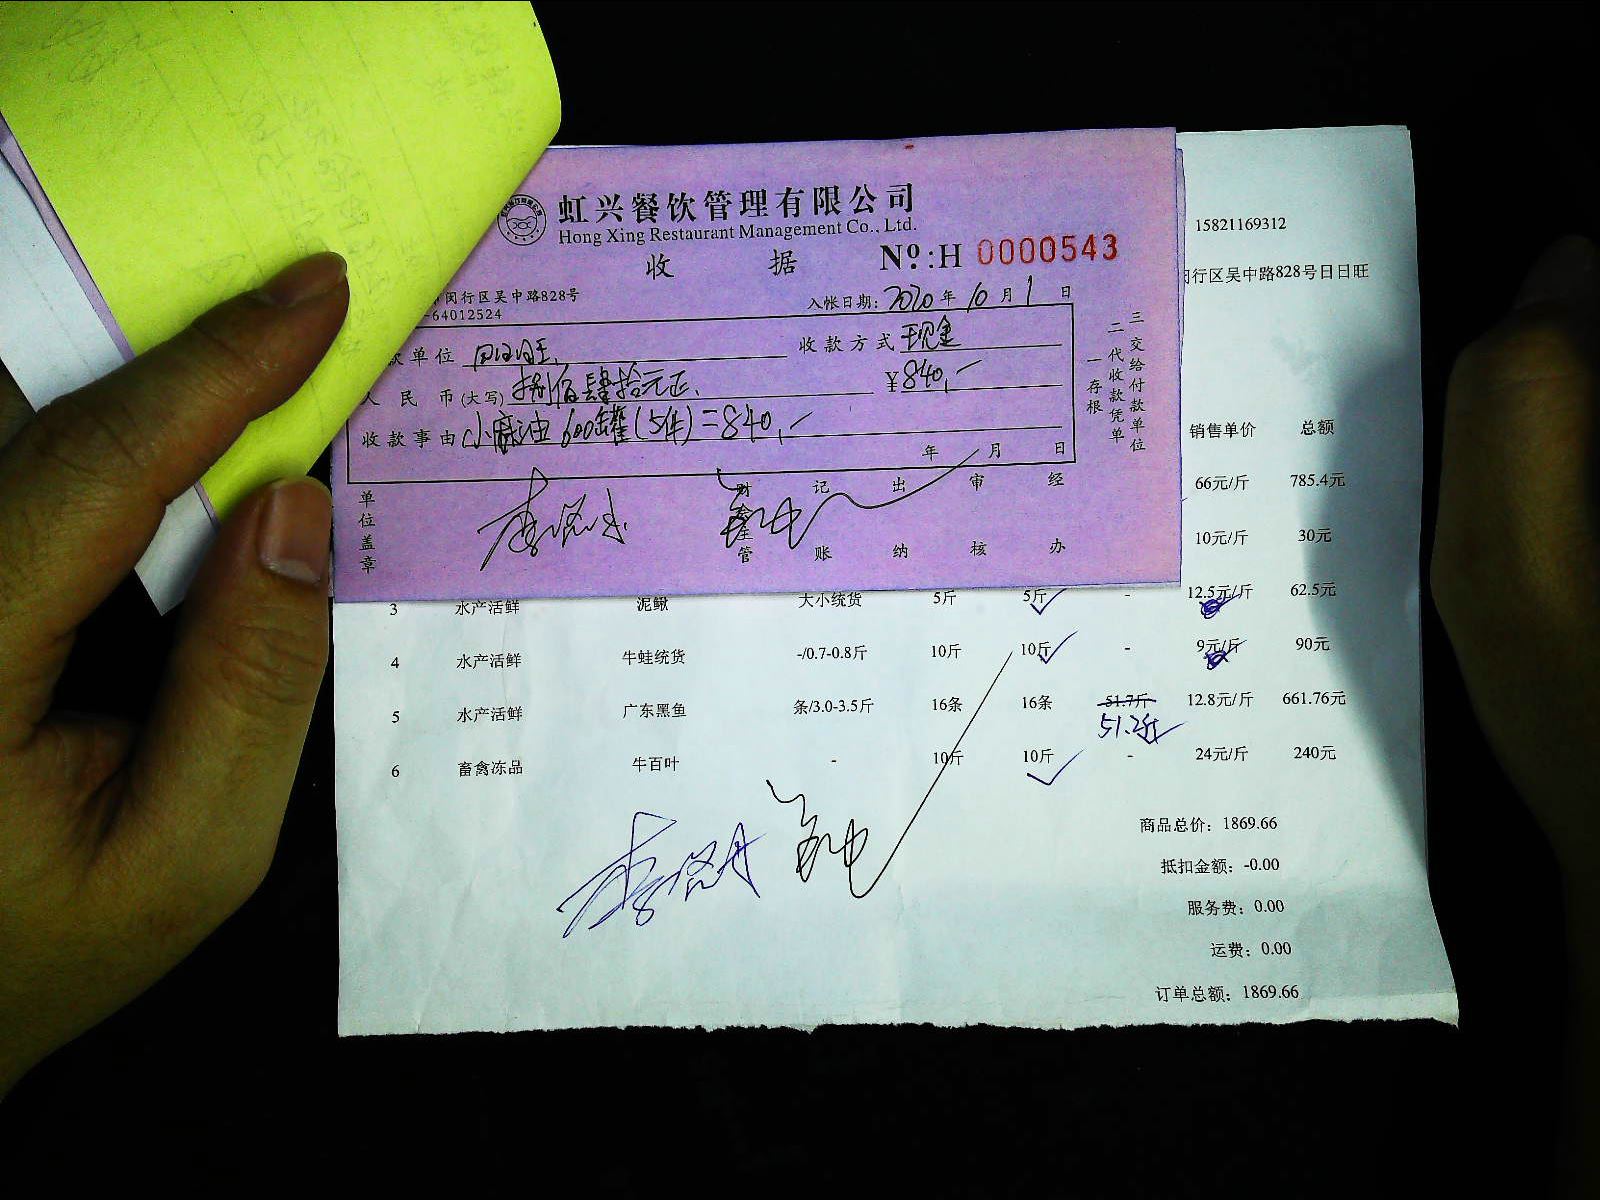 虹兴餐饮管理有限公司
Hong Xing Restaurant Management Co., Ltd.
收 据 Nº:H 0000543
15821169312
闵行区吴中路828号
行区吴中路828号日日旺
-64012524
入帐日期: 2020 年 10 月 1 日
款单位 日日旺 收款方式 现金
人民币(大写) 捌佰肆拾元正 ¥840,-
收款事由 小麻油 600罐(5件)=840,-
年 月 日
一存根
二代收款凭单
三交给付款单位
单位盖章 财 管 记账 出纳 审核 经办
销售单价 总额
66元/斤 785.4元
10元/斤 30元
3 水产活鲜 泥鳅 大小统货 5斤 5斤 - 12.5元/斤 62.5元
4 水产活鲜 牛蛙统货 -/0.7-0.8斤 10斤 10斤 - 9元/斤 90元
5 水产活鲜 广东黑鱼 条/3.0-3.5斤 16条 16条 51.7斤 12.8元/斤 661.76元
51.2斤
6 畜禽冻品 牛百叶 - 10斤 10斤 - 24元/斤 240元
商品总价: 1869.66
抵扣金额: -0.00
服务费: 0.00
运费: 0.00
订单总额: 1869.66